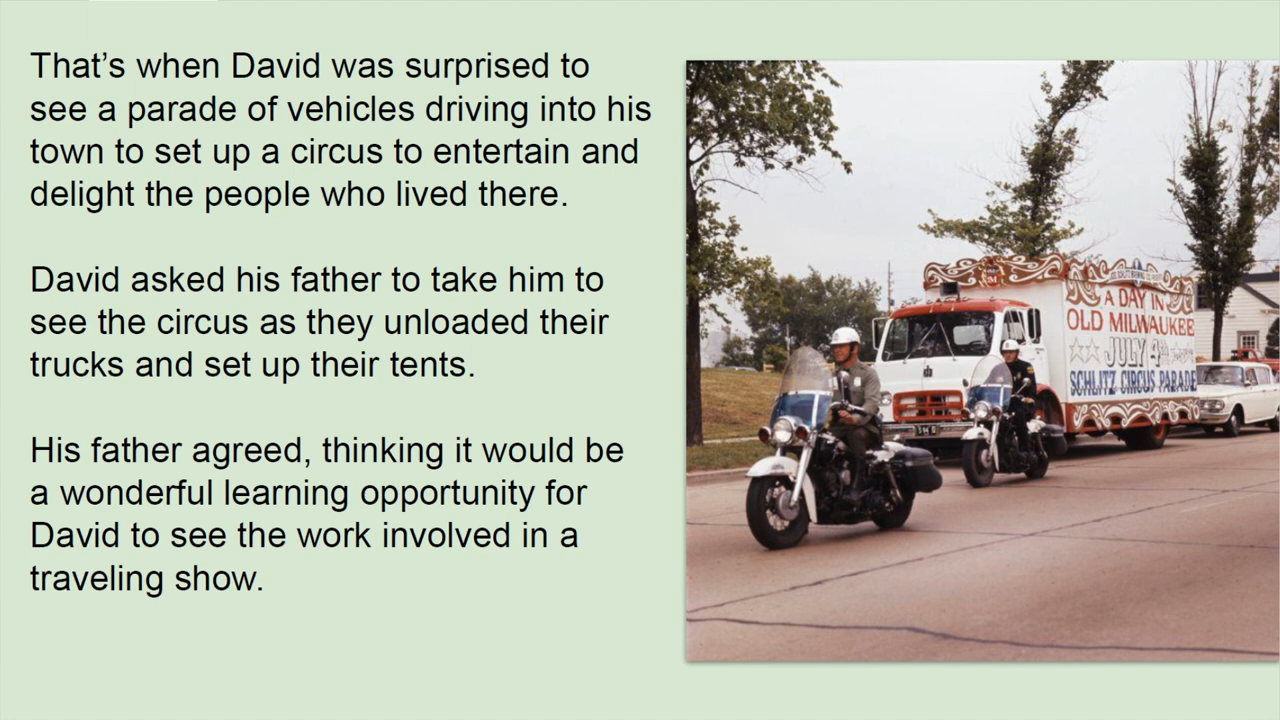 That’s when David was surprised to
see a parade of vehicles driving into his
town to set up a circus to entertain and
delight the people who lived there.
David asked his father to take him to
see the circus as they unloaded their
trucks and set up their tents.
His father agreed, thinking it would be
a wonderful learning opportunity for
David to see the work involved in a
traveling show.
A DAY IN
OLD MILWAUKEE
JULY 4th
SCHLITZ CIRCUS PARADE